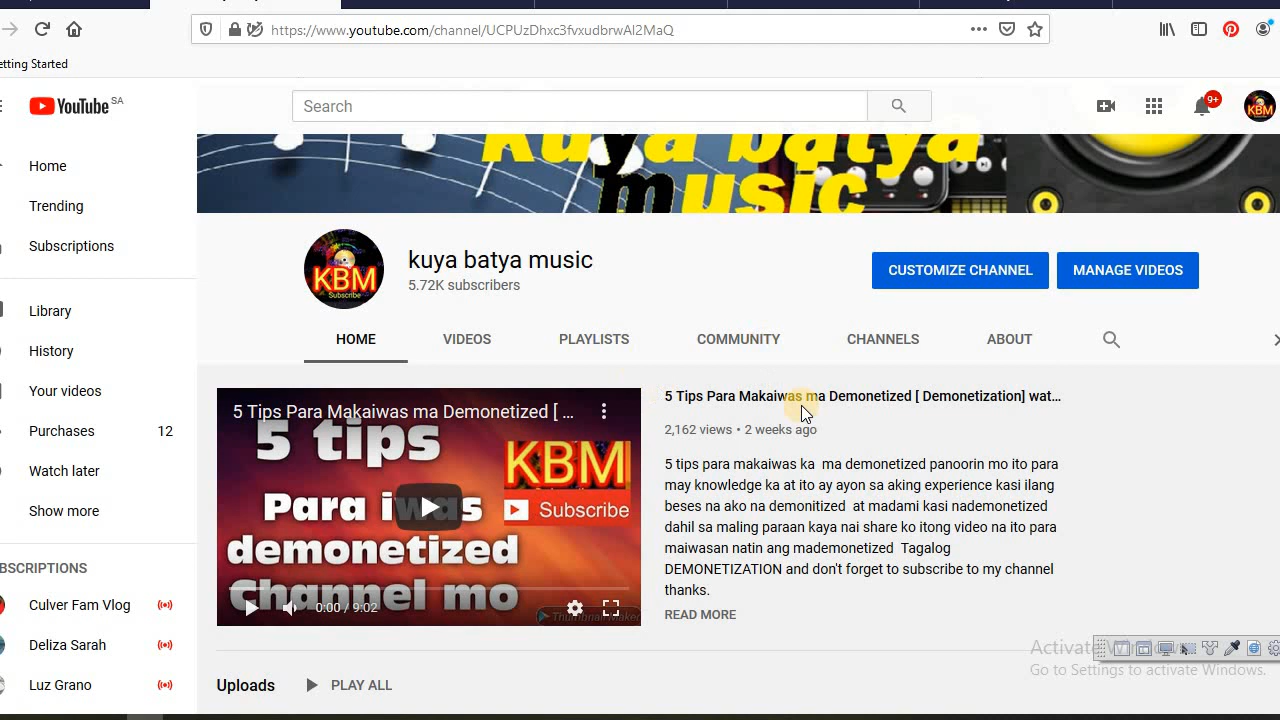 https://www.youtube.com/channel/UCPUzDhxc3fvxudbrwAl2MaQ
etting Started
YouTube SA
Search
9+
KBM
Home
Trending
Subscriptions
Library
History
Your videos
Purchases 12
Watch later
Show more
BSCRIPTIONS
Culver Fam Vlog
Deliza Sarah
Luz Grano
kuya batya
music
KBM
Subscribe
kuya batya music
5.72K subscribers
CUSTOMIZE CHANNEL
MANAGE VIDEOS
HOME
VIDEOS
PLAYLISTS
COMMUNITY
CHANNELS
ABOUT
5 Tips Para Makaiwas ma Demonetized [ ...
5 tips
Para iwas
demonetized
Channel mo
KBM
Subscribe
0:00 / 9:02
Thumbnail Maker
5 Tips Para Makaiwas ma Demonetized [ Demonetization] wat...
2,162 views • 2 weeks ago
5 tips para makaiwas ka ma demonetized panoorin mo ito para
may knowledge ka at ito ay ayon sa aking experience kasi ilang
beses na ako na demonitized at madami kasi nademonetized
dahil sa maling paraan kaya nai share ko itong video na ito para
maiwasan natin ang mademonetized Tagalog
DEMONETIZATION and don't forget to subscribe to my channel
thanks.
READ MORE
Uploads
PLAY ALL
Activate Windows
Go to Settings to activate Windows.